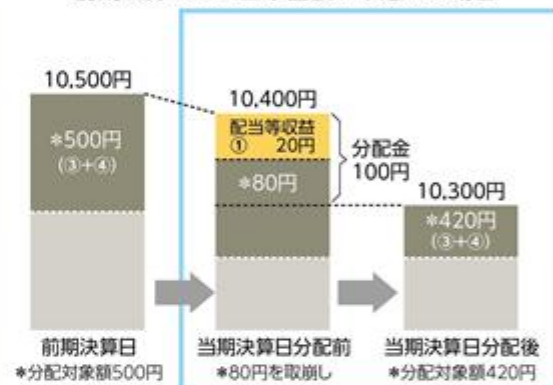 10,500円
*500円
(③+④)
前期決算日
*分配対象額500円
10,400円
配当等収益
① 20円
*80円
分配金
100円
当期決算日分配前
*80円を取崩し
10,300円
*420円
(③+④)
当期決算日分配後
*分配対象額420円